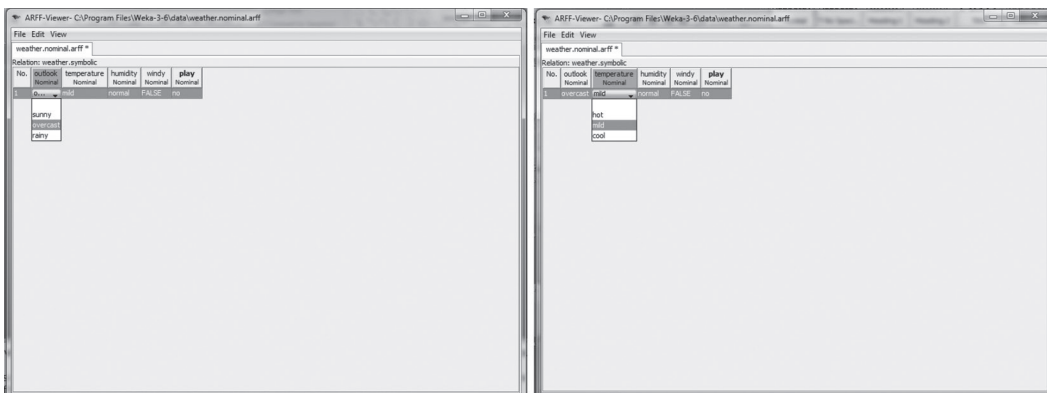 ARFF-Viewer- C:\Program Files\Weka-3-6\data\weather.nominal.arff
File Edit View
weather.nominal.arff *
Relation: weather.symbolic
No. outlook temperature humidity windy play
Nominal Nominal Nominal Nominal Nominal
1 o... mild normal FALSE no
sunny
overcast
rainy
ARFF-Viewer- C:\Program Files\Weka-3-6\data\weather.nominal.arff
File Edit View
weather.nominal.arff *
Relation: weather.symbolic
No. outlook temperature humidity windy play
Nominal Nominal Nominal Nominal Nominal
1 overcast mild normal FALSE no
hot
mild
cool